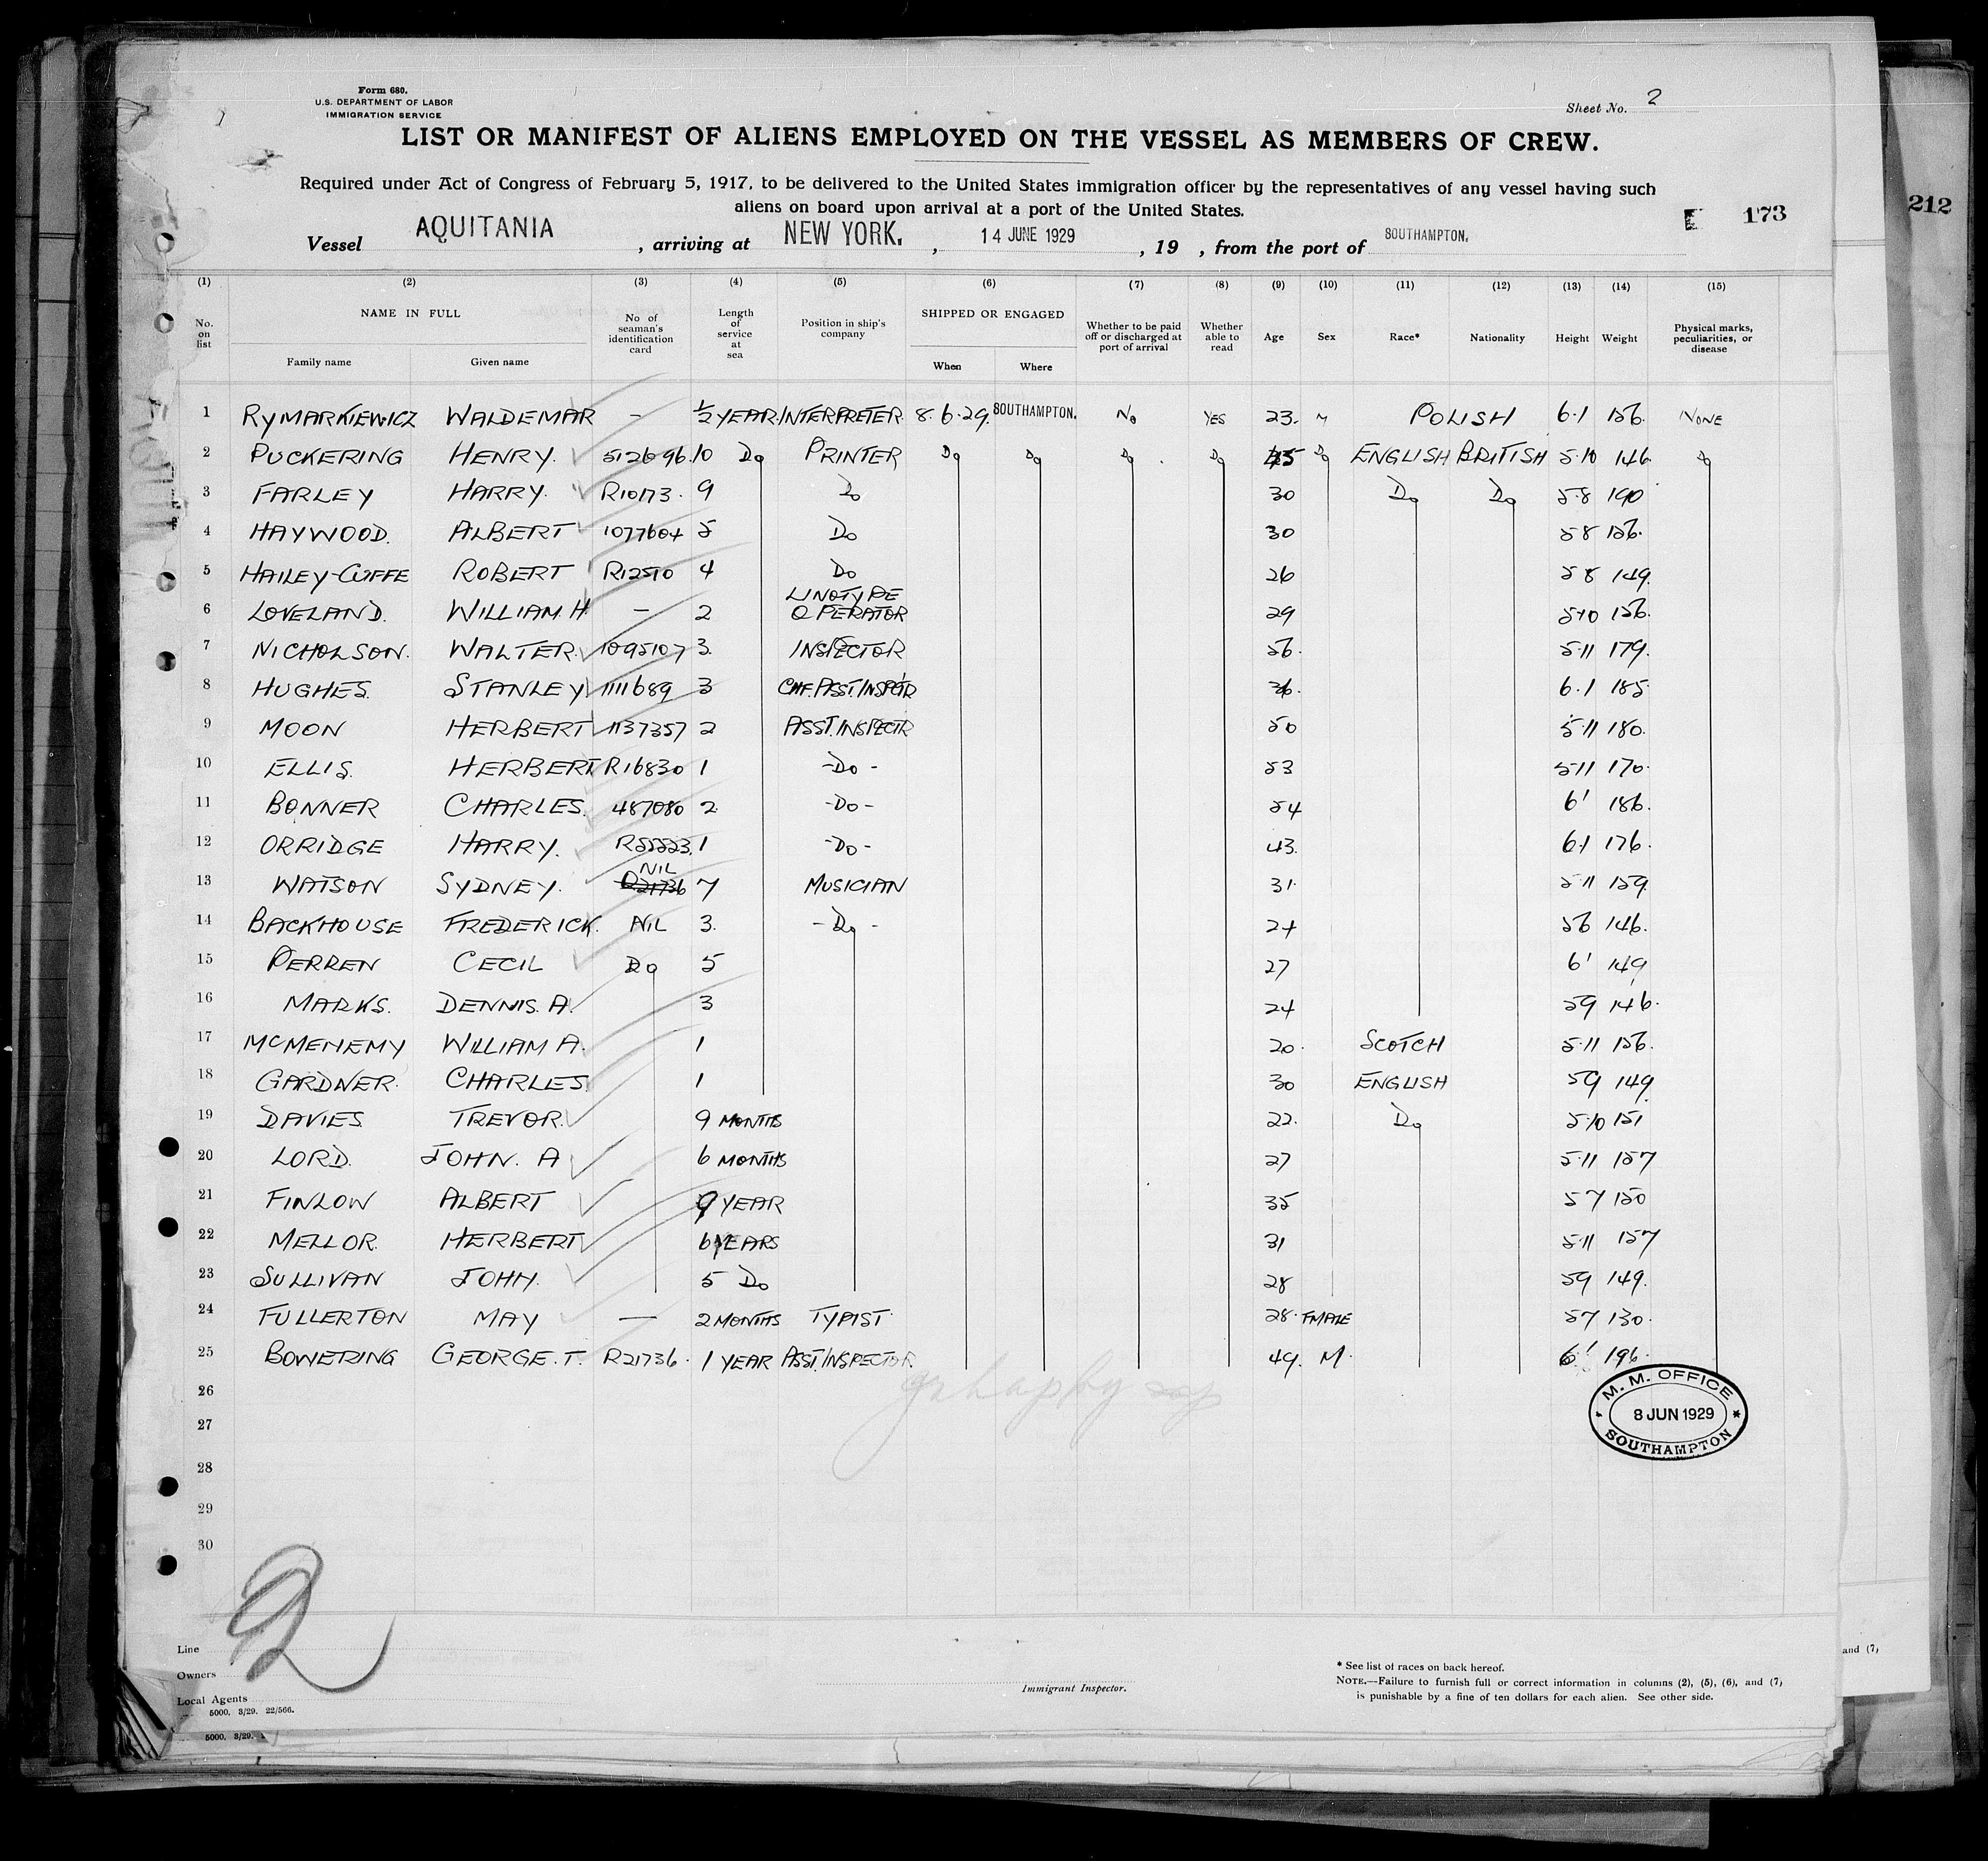 Form 680.
U.S. DEPARTMENT OF LABOR
IMMIGRATION SERVICE
Sheet No. 2
LIST OR MANIFEST OF ALIENS EMPLOYED ON THE VESSEL AS MEMBERS OF CREW.
Required under Act of Congress of February 5, 1917, to be delivered to the United States immigration officer by the representatives of any vessel having such
aliens on board upon arrival at a port of the United States.
173
212
Vessel AQUITANIA, arriving at NEW YORK., 14 JUNE 1929, 19 , from the port of SOUTHAMPTON.
(1) (2) (3) (4) (5) (6) (7) (8) (9) (10) (11) (12) (13) (14) (15)
No. on list NAME IN FULL Family name Given name No of seaman's identification card Length of service at sea Position in ship's company SHIPPED OR ENGAGED When Where Whether to be paid off or discharged at port of arrival Whether able to read Age Sex Race* Nationality Height Weight Physical marks, peculiarities, or disease
1 RYMARKIEWICZ WALDEMAR — ½ YEAR INTERPRETER 8.6.29 SOUTHAMPTON. No YES 23. M POLISH 6.1 156. NONE
2 PUCKERING HENRY. 512696. 10 Do PRINTER Do Do Do Do 45 Do ENGLISH BRITISH 5.10 146 Do
3 FARLEY HARRY. R10173. 9 Do 30 Do Do 5.8 190
4 HAYWOOD. ALBERT 1077604 5 Do 30 5 8 156.
5 HAILEY-CUFFE ROBERT R12510 4 Do 26 5 8 149.
6 LOVELAND. WILLIAM H — 2 LINOTYPE OPERATOR 29 5.10 156.
7 NICHOLSON. WALTER. 1095107 3. INSPECTOR 56. 5.11 179.
8 HUGHES. STANLEY 1111689 3 CHF. ASST. INSPCTR 36. 6.1 185.
9 MOON HERBERT 1137357 2 ASST. INSPECTR 50 5.11 180.
10 ELLIS. HERBERT R16830 1 -Do- 53 5.11 170.
11 BONNER CHARLES. 487080 2. -Do- 54 6' 186.
12 ORRIDGE HARRY. R55223. 1 -Do- 43. 6.1 176.
13 WATSON SYDNEY. NIL R21736 7 MUSICIAN 31. 5.11 159.
14 BACKHOUSE FREDERICK. NIL 3. -Do- 24 5 6 146.
15 PERREN CECIL Do 5 27 6' 149
16 MARKS. DENNIS. A. 3 24 5 9 146.
17 McMENEMY WILLIAM A. 1 20. SCOTCH 5.11 156.
18 GARDNER. CHARLES. 1 30 ENGLISH 5 9 149
19 DAVIES TREVOR. 9 MONTHS 22. Do 5.10 151
20 LORD. JOHN. A 6 MONTHS 27 5.11 157
21 FINLOW ALBERT 9 YEAR 35 5 7 150
22 MELLOR. HERBERT 6 YEARS 31 5.11 157
23 SULLIVAN JOHN. 5 Do 28 5 9 149.
24 FULLERTON MAY — 2 MONTHS TYPIST. 28. FMALE 5 7 130.
25 BOWERING GEORGE. T. R21736. 1 YEAR ASST. INSPECTOR 49. M. 6' 196.
26
27
28
29
30
M. M. OFFICE
8 JUN 1929
SOUTHAMPTON
2
Line
Owners
Local Agents
5000. 3/29. 22/566.
5000. 3/29.
Immigrant Inspector.
* See list of races on back hereof.
NOTE.—Failure to furnish full or correct information in columns (2), (5), (6), and (7)
is punishable by a fine of ten dollars for each alien. See other side.
and (7)